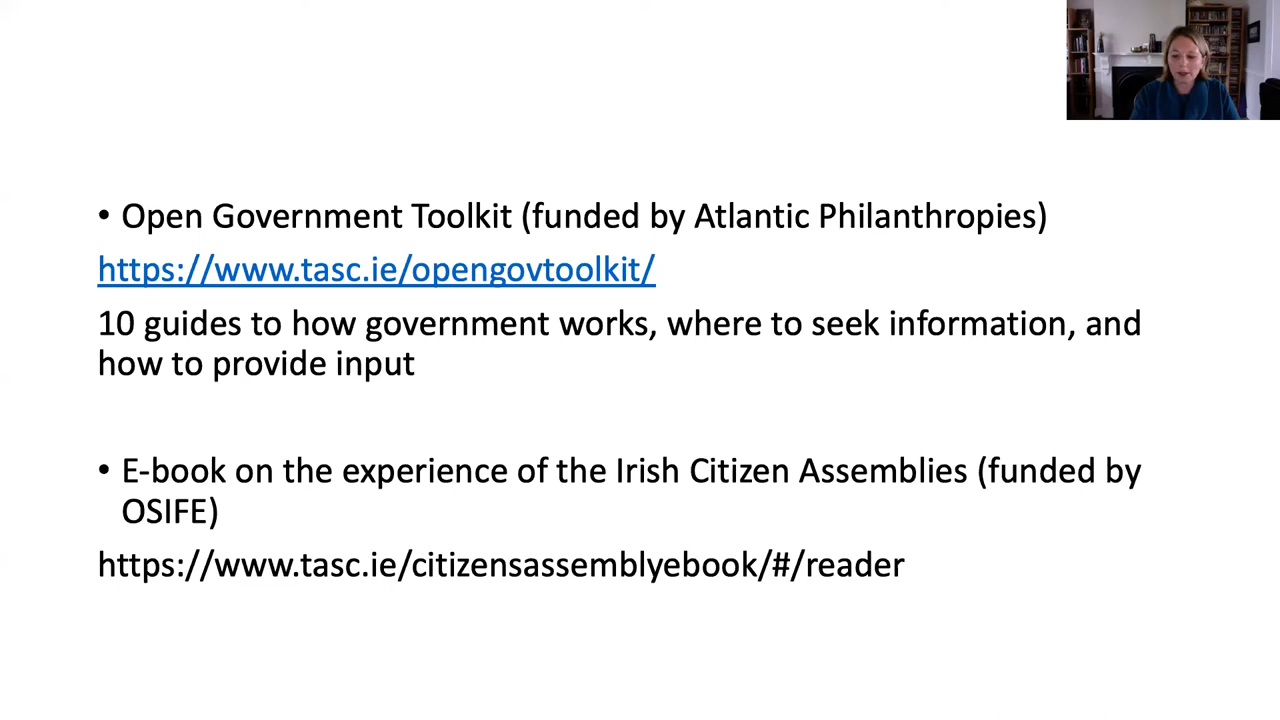 • Open Government Toolkit (funded by Atlantic Philanthropies)
https://www.tasc.ie/opengovtoolkit/
10 guides to how government works, where to seek information, and
how to provide input
• E-book on the experience of the Irish Citizen Assemblies (funded by
OSIFE)
https://www.tasc.ie/citizensassemblyebook/#/reader